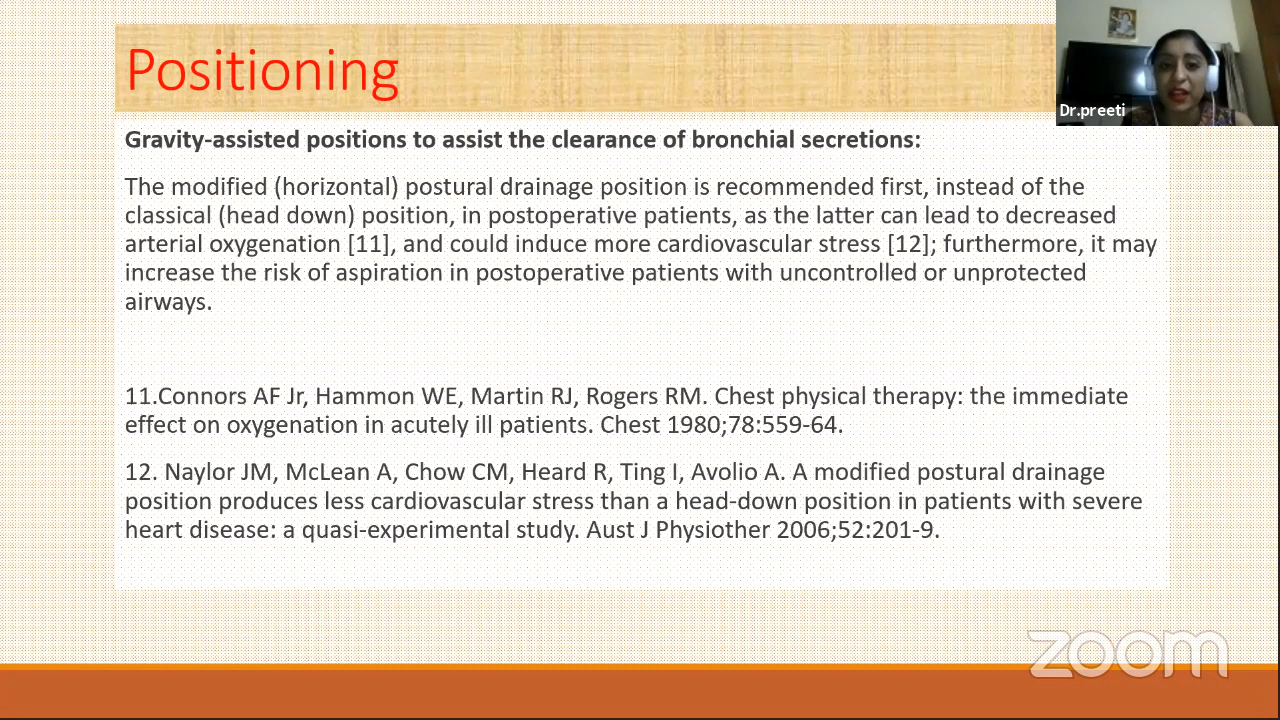 Positioning
Dr.preeti
Gravity-assisted positions to assist the clearance of bronchial secretions:
The modified (horizontal) postural drainage position is recommended first, instead of the
classical (head down) position, in postoperative patients, as the latter can lead to decreased
arterial oxygenation [11], and could induce more cardiovascular stress [12]; furthermore, it may
increase the risk of aspiration in postoperative patients with uncontrolled or unprotected
airways.
11.Connors AF Jr, Hammon WE, Martin RJ, Rogers RM. Chest physical therapy: the immediate
effect on oxygenation in acutely ill patients. Chest 1980;78:559-64.
12. Naylor JM, McLean A, Chow CM, Heard R, Ting I, Avolio A. A modified postural drainage
position produces less cardiovascular stress than a head-down position in patients with severe
heart disease: a quasi-experimental study. Aust J Physiother 2006;52:201-9.
zoom